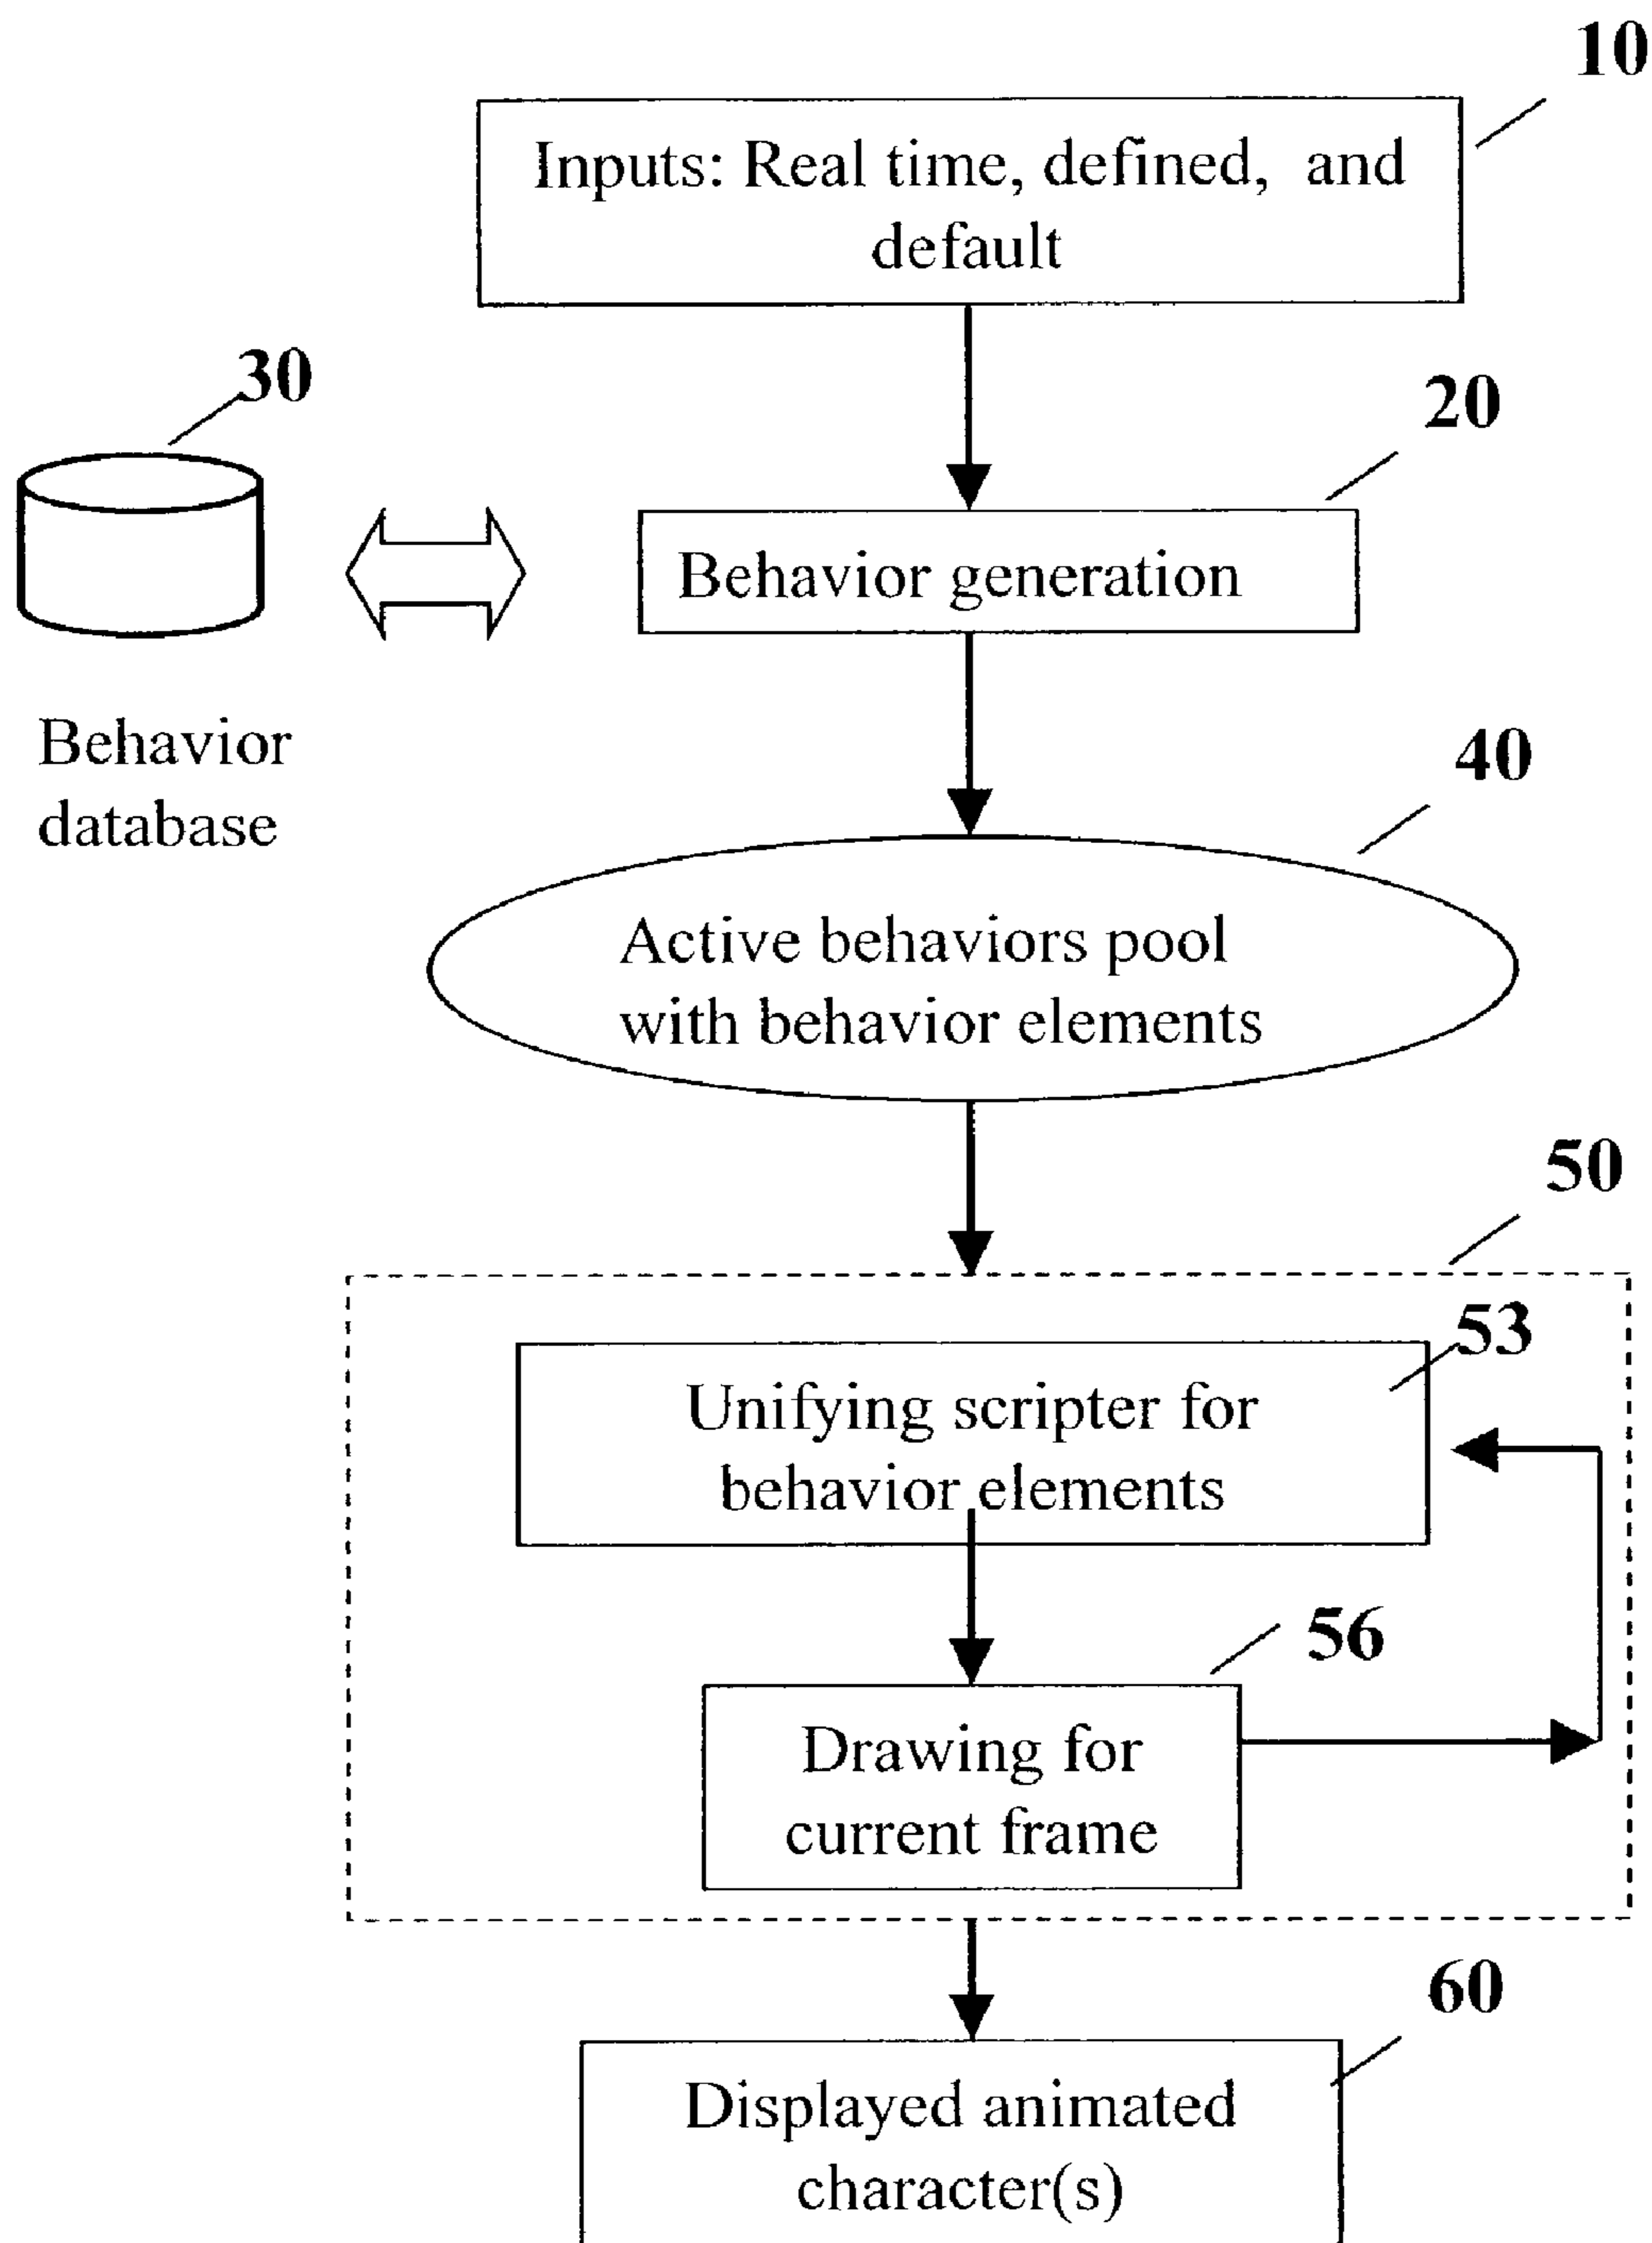 10
Inputs: Real time, defined, and
default
30
20
Behavior generation
Behavior
database
40
Active behaviors pool
with behavior elements
50
53
Unifying scripter for
behavior elements
56
Drawing for
current frame
60
Displayed animated
character(s)